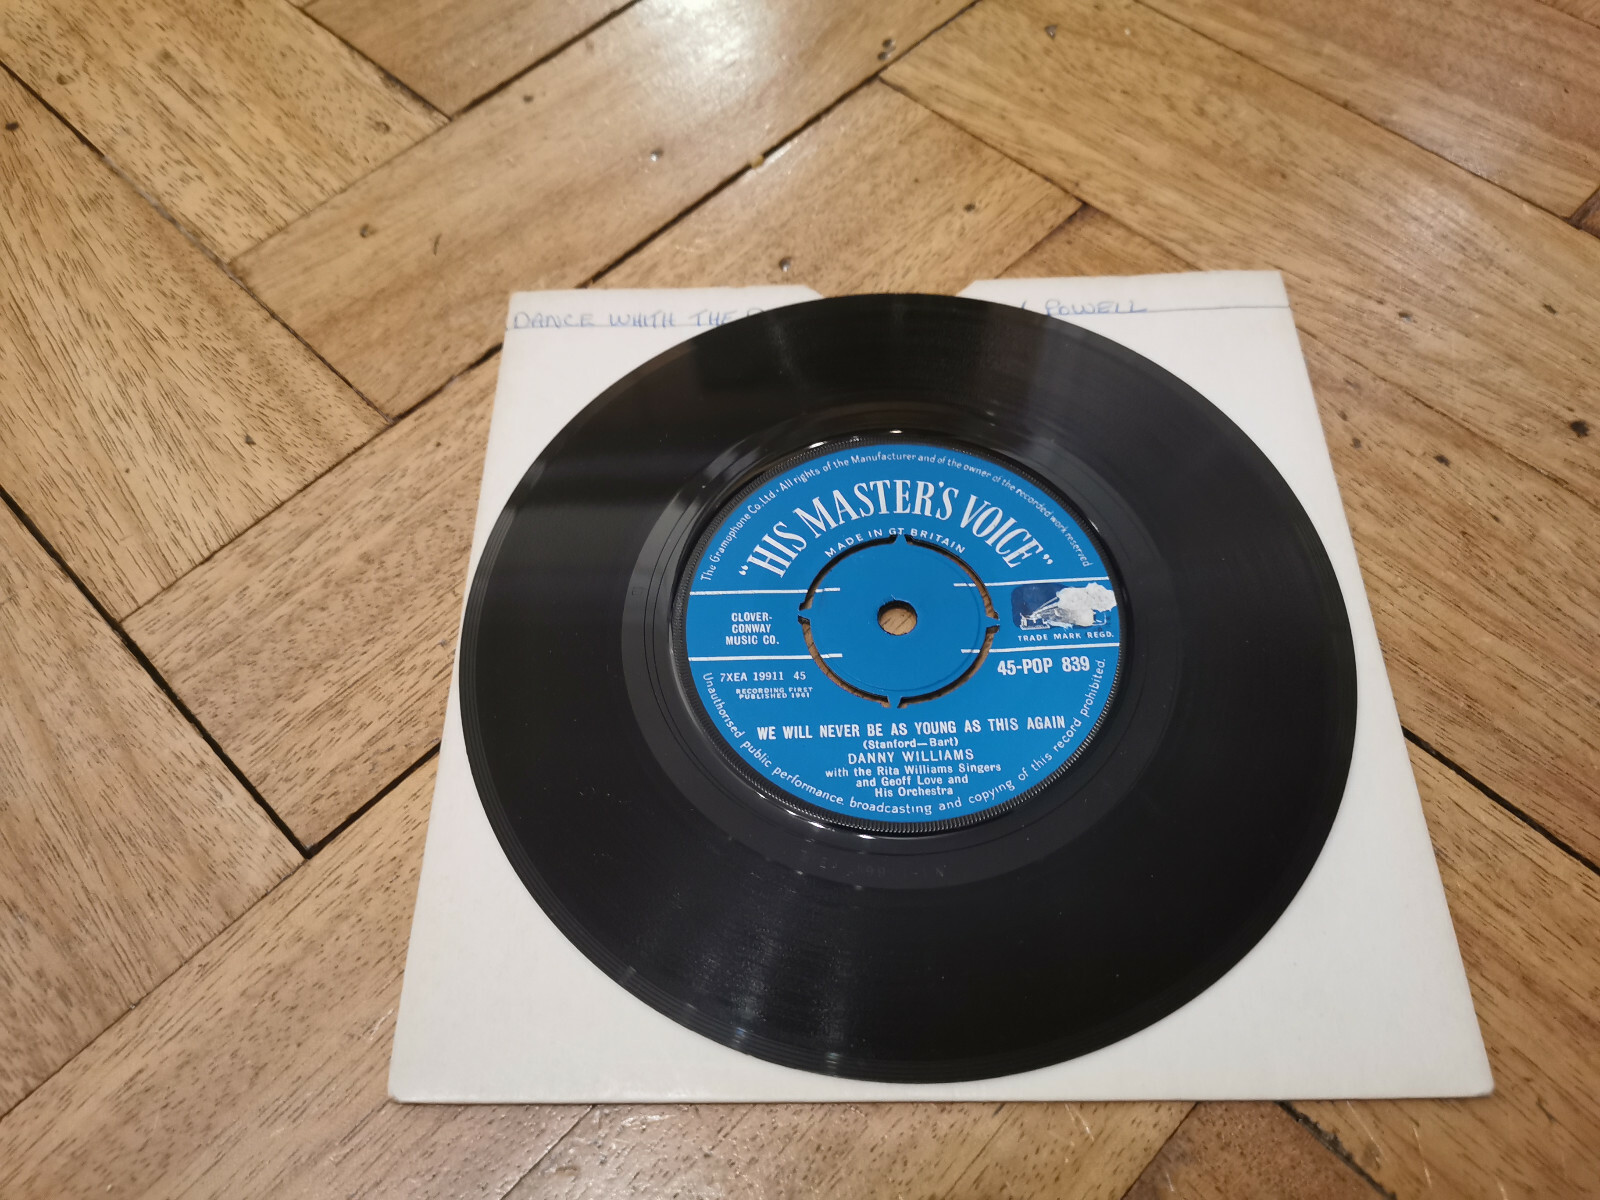 DANCE WHITH THE
POWELL
The Gramophone Co. Ltd · All rights of the Manufacturer and of the owner of the recorded work reserved
"HIS MASTER'S VOICE"
MADE IN GT BRITAIN
CLOVER-
CONWAY
MUSIC CO.
TRADE MARK REGD.
7XEA 19911 45
45-POP 839
RECORDING FIRST
PUBLISHED 1961
WE WILL NEVER BE AS YOUNG AS THIS AGAIN
(Stanford—Bart)
DANNY WILLIAMS
with the Rita Williams Singers
and Geoff Love and
His Orchestra
Unauthorised public performance, broadcasting and copying of this record prohibited.